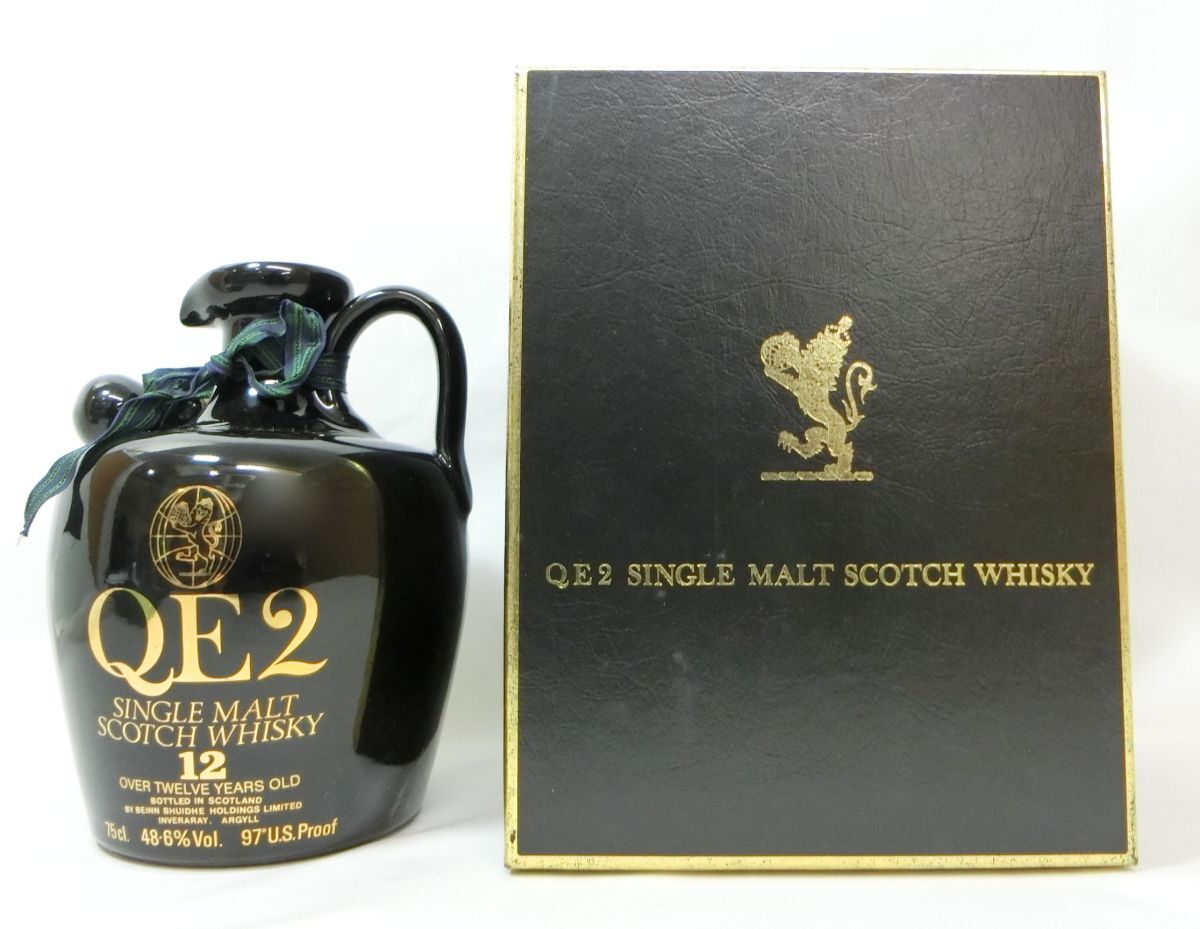 QE2
SINGLE MALT
SCOTCH WHISKY
12
OVER TWELVE YEARS OLD
BOTTLED IN SCOTLAND
BY BEINN BHUIDHE HOLDINGS LIMITED
INVERARAY, ARGYLL
75cl. 48·6%Vol. 97°U.S.Proof
QE2 SINGLE MALT SCOTCH WHISKY